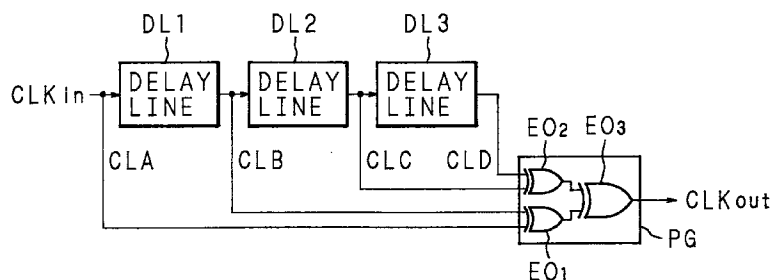 DL1
DL2
DL3
CLKin
DELAY
LINE
DELAY
LINE
DELAY
LINE
CLA
CLB
CLC
CLD
EO2
EO3
CLKout
PG
EO1